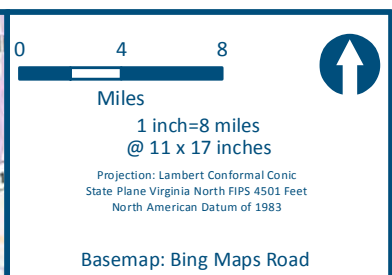 0 4 8
Miles
1 inch=8 miles
@ 11 x 17 inches
Projection: Lambert Conformal Conic
State Plane Virginia North FIPS 4501 Feet
North American Datum of 1983
Basemap: Bing Maps Road